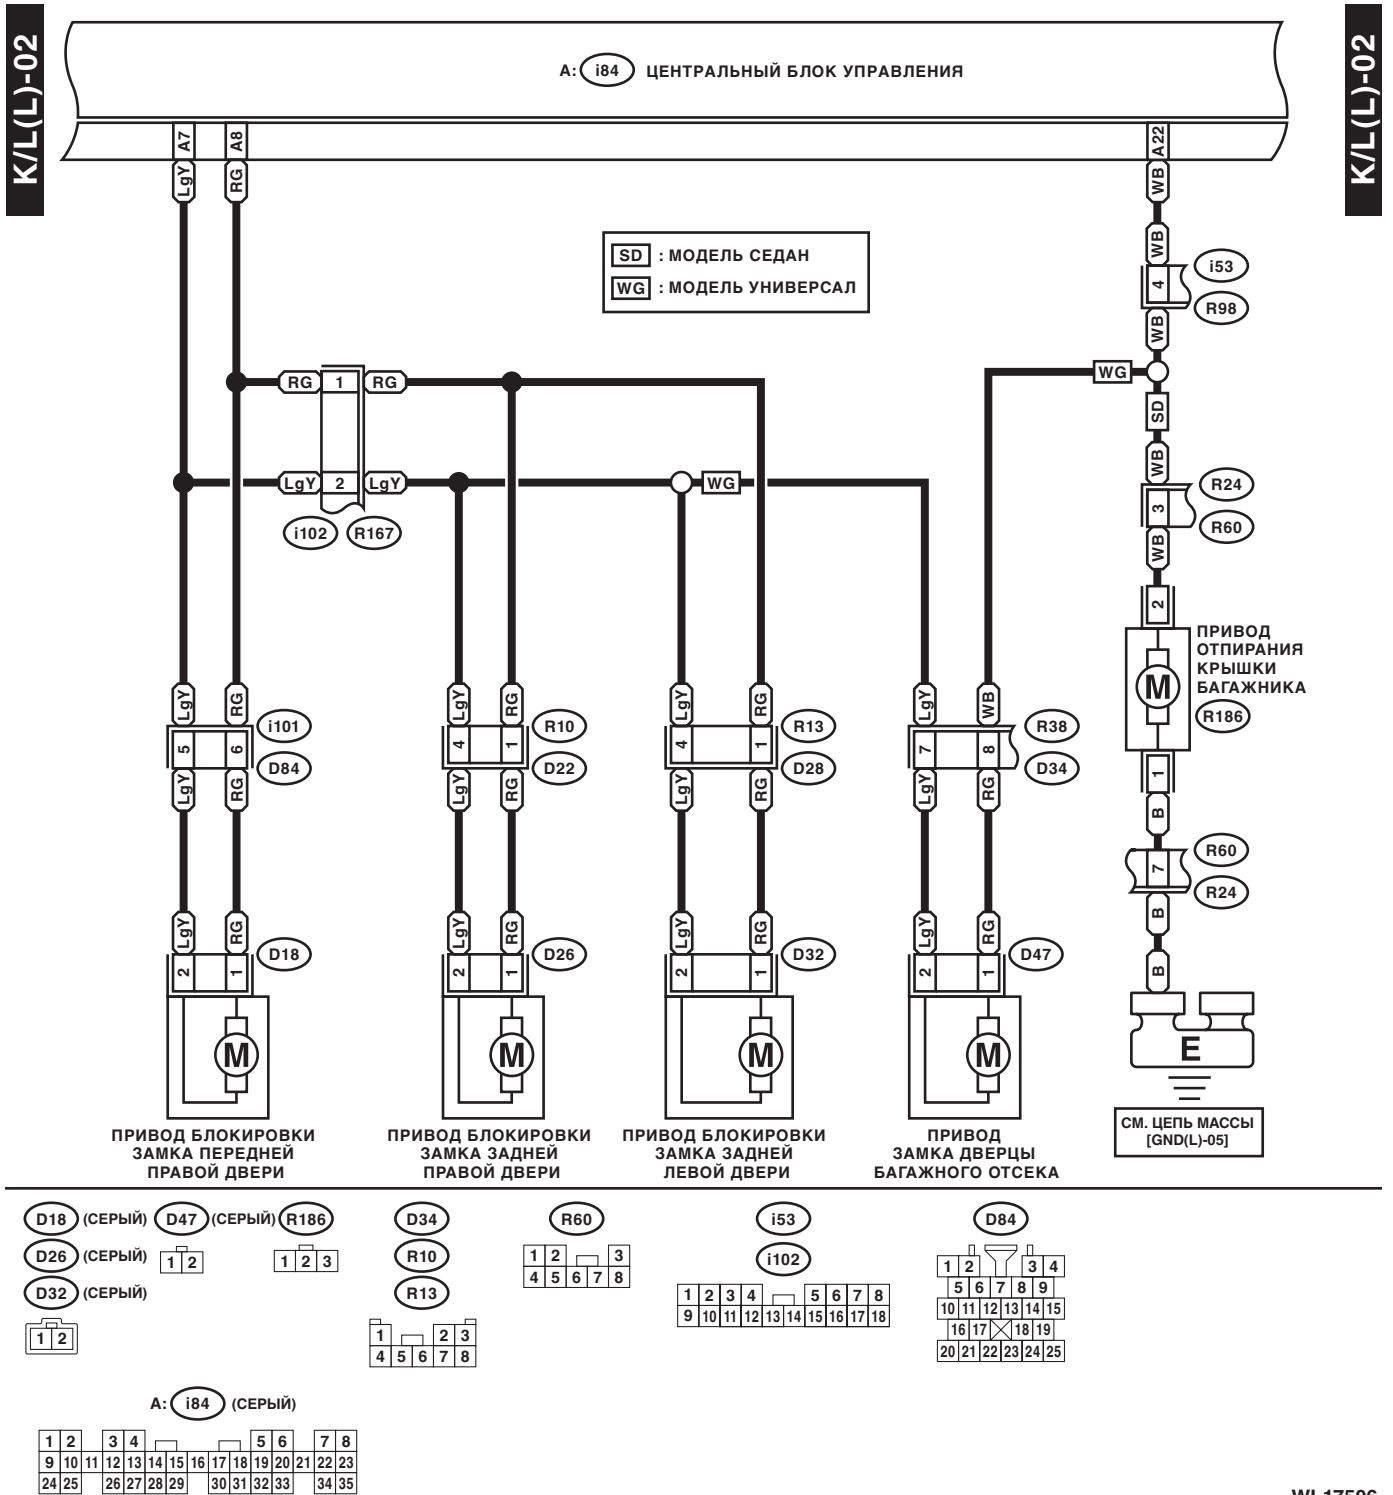 K/L(L)-02
K/L(L)-02
A: i84 ЦЕНТРАЛЬНЫЙ БЛОК УПРАВЛЕНИЯ
A7 A8 A22
LgY RG WB
SD : МОДЕЛЬ СЕДАН
WG : МОДЕЛЬ УНИВЕРСАЛ
WB
4 i53
R98
WB
RG 1 RG
WG
SD
LgY 2 LgY WG
WB
i102 R167
3 R24
R60
WB
2
ПРИВОД
ОТПИРАНИЯ
КРЫШКИ
БАГАЖНИКА
M
R186
LgY RG LgY RG LgY RG LgY WB
i101 R10 R13 R38
5 6 4 1 4 1 7 8
D84 D22 D28 D34
1
LgY RG LgY RG LgY RG LgY RG
B
7 R60
R24
B
LgY RG LgY RG LgY RG LgY RG
D18 D26 D32 D47
2 1 2 1 2 1 2 1
B
M M M M
E
ПРИВОД БЛОКИРОВКИ
ЗАМКА ПЕРЕДНЕЙ
ПРАВОЙ ДВЕРИ
ПРИВОД БЛОКИРОВКИ
ЗАМКА ЗАДНЕЙ
ПРАВОЙ ДВЕРИ
ПРИВОД БЛОКИРОВКИ
ЗАМКА ЗАДНЕЙ
ЛЕВОЙ ДВЕРИ
ПРИВОД
ЗАМКА ДВЕРЦЫ
БАГАЖНОГО ОТСЕКА
СМ. ЦЕПЬ МАССЫ
[GND(L)-05]
D18 (СЕРЫЙ)
D26 (СЕРЫЙ)
D32 (СЕРЫЙ)
1 2
D47 (СЕРЫЙ)
1 2
R186
1 2 3
D34
R10
R13
1 2 3
4 5 6 7 8
R60
1 2 3
4 5 6 7 8
i53
i102
1 2 3 4 5 6 7 8
9 10 11 12 13 14 15 16 17 18
D84
1 2 3 4
5 6 7 8 9
10 11 12 13 14 15
16 17 18 19
20 21 22 23 24 25
A: i84 (СЕРЫЙ)
1 2 3 4 5 6 7 8
9 10 11 12 13 14 15 16 17 18 19 20 21 22 23
24 25 26 27 28 29 30 31 32 33 34 35